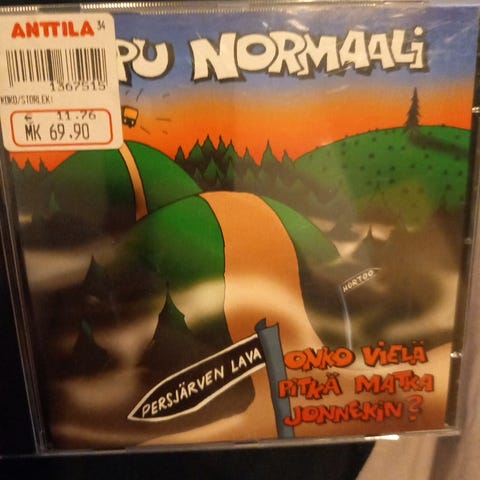 ANTTILA 34
1367515
KOKO/STORLEK:
€ 11.76
MK 69.90
PU NORMAALi
HORTOO
PERSJÄRVEN LAVA
ONKO VIELÄ
PITKÄ MATKA
JONNEKIN?